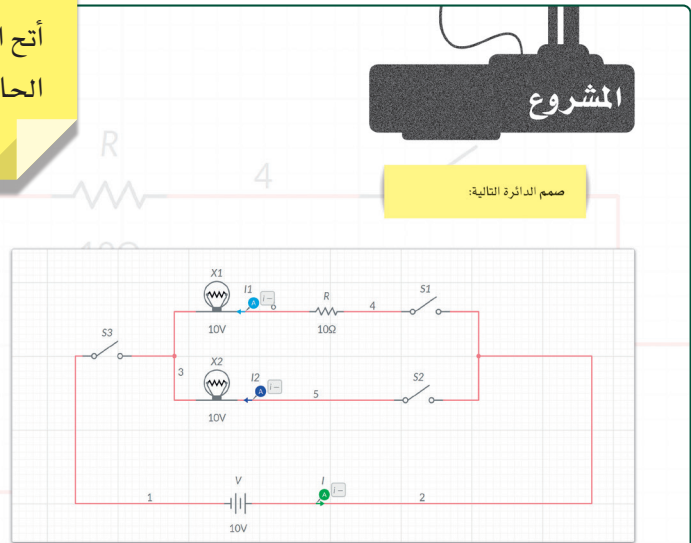 أتح ا
الحا
المشروع
R
4
صمم الدائرة التالية:
10Ω
X1
I1
A
i —
R
4
S1
10V
10Ω
S3
3
X2
I2
A
i —
5
S2
10V
V
I
A
i —
1
2
10V